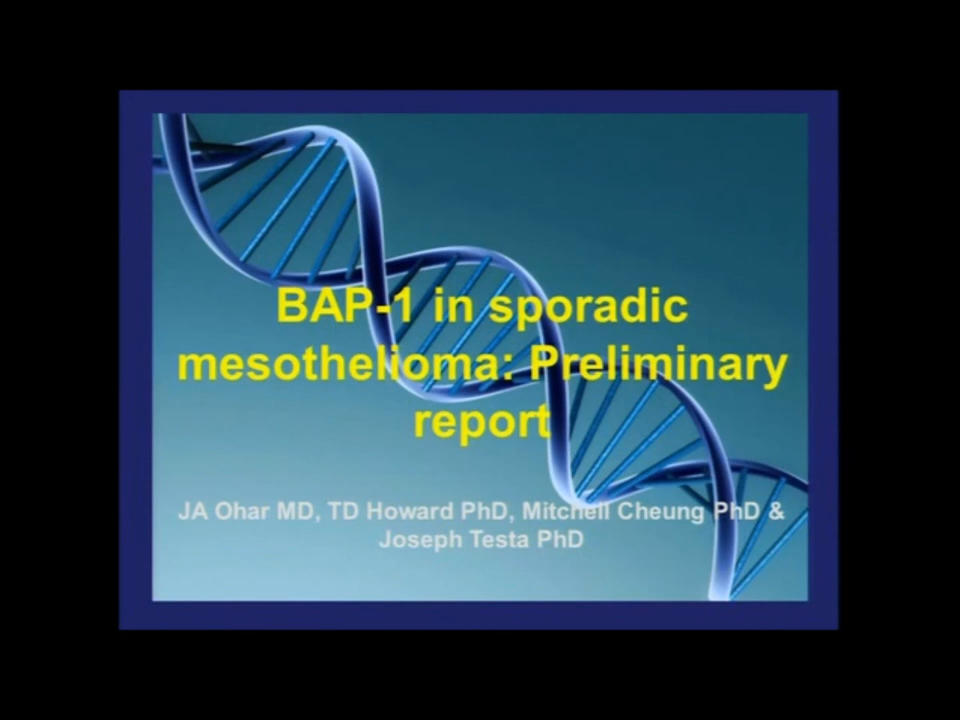 BAP-1 in sporadic
mesothelioma: Preliminary
report
JA Ohar MD, TD Howard PhD, Mitchell Cheung PhD &
Joseph Testa PhD